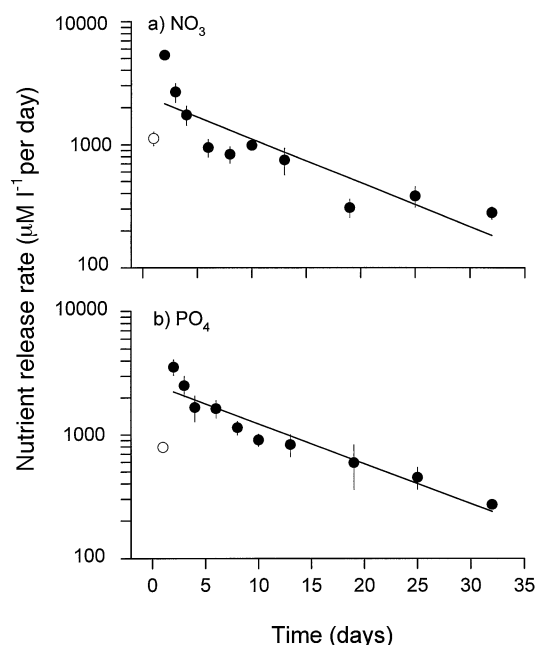 Nutrient release rate (μM l⁻¹ per day)
10000
a) NO₃
1000
100
10000
b) PO₄
1000
100
0 5 10 15 20 25 30 35
Time (days)